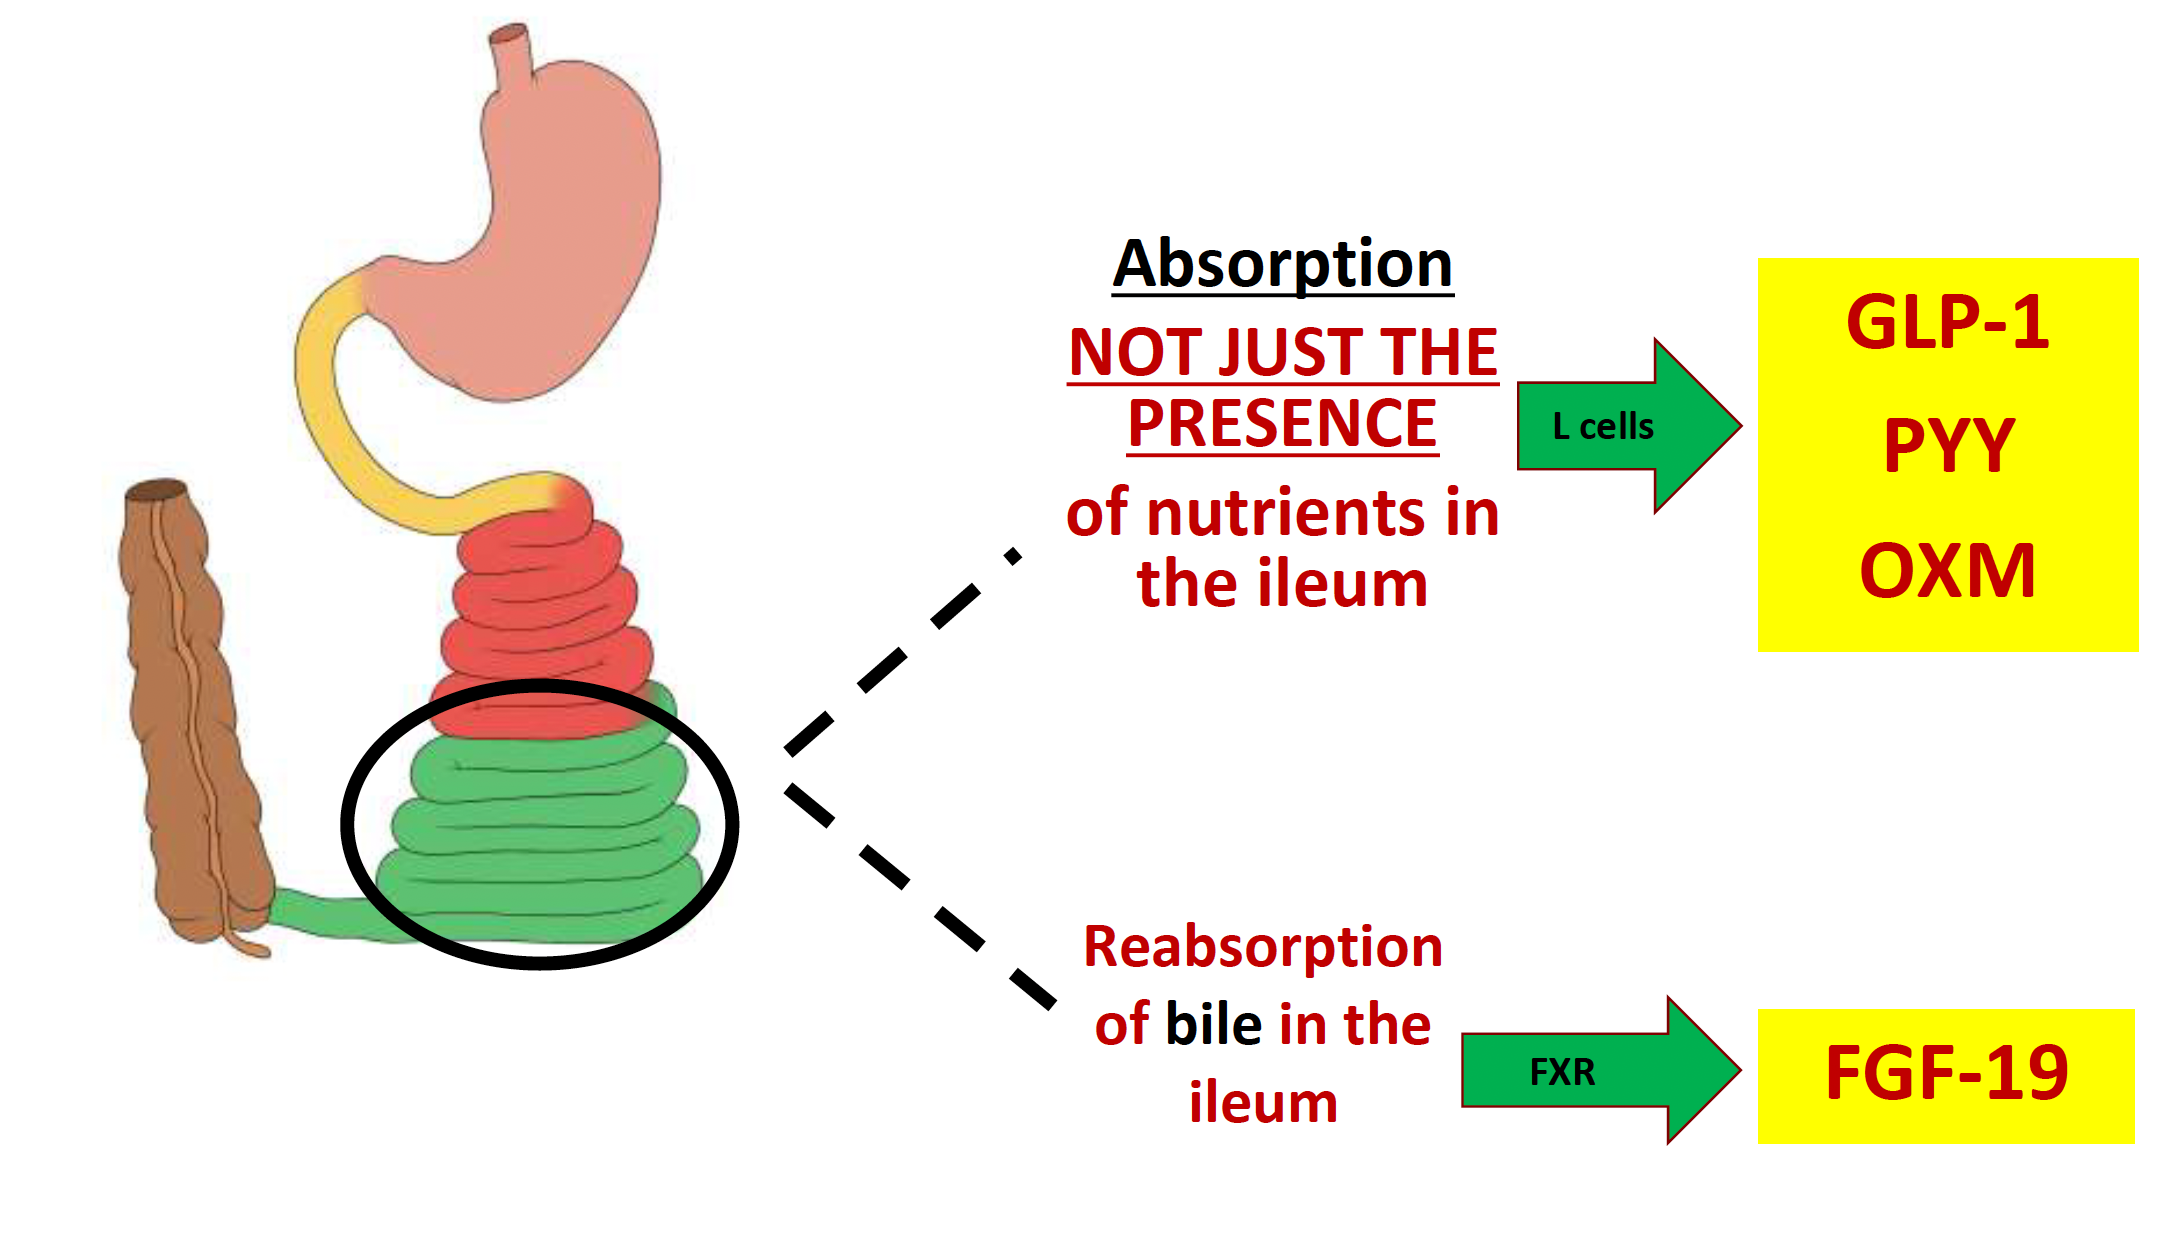 Absorption
NOT JUST THE
PRESENCE
of nutrients in
the ileum
L cells
GLP-1
PYY
OXM
Reabsorption
of bile in the
ileum
FXR
FGF-19